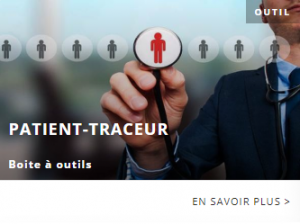 OUTIL
PATIENT-TRACEUR
Boite à outils
EN SAVOIR PLUS >